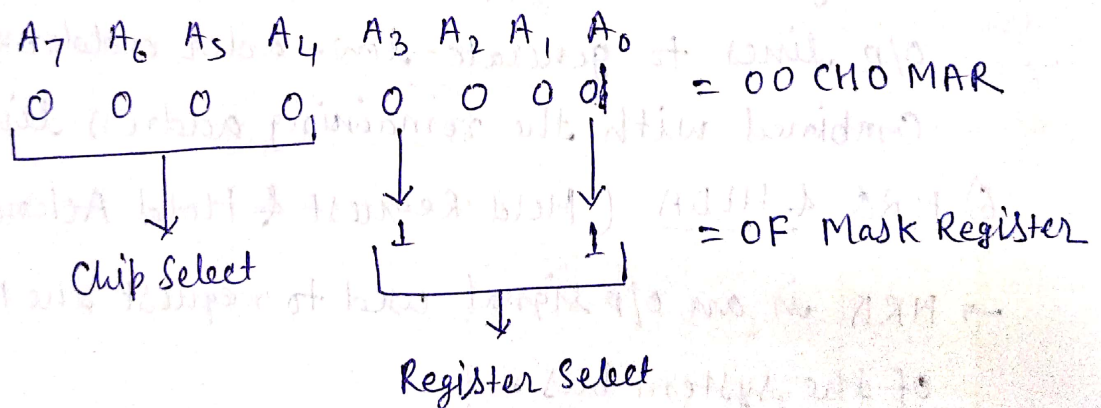 A7 A6 A5 A4 A3 A2 A1 A0
0 0 0 0 0 0 0 0 = 00 CH0 MAR
1 1 = 0F Mask Register
Chip Select
Register Select